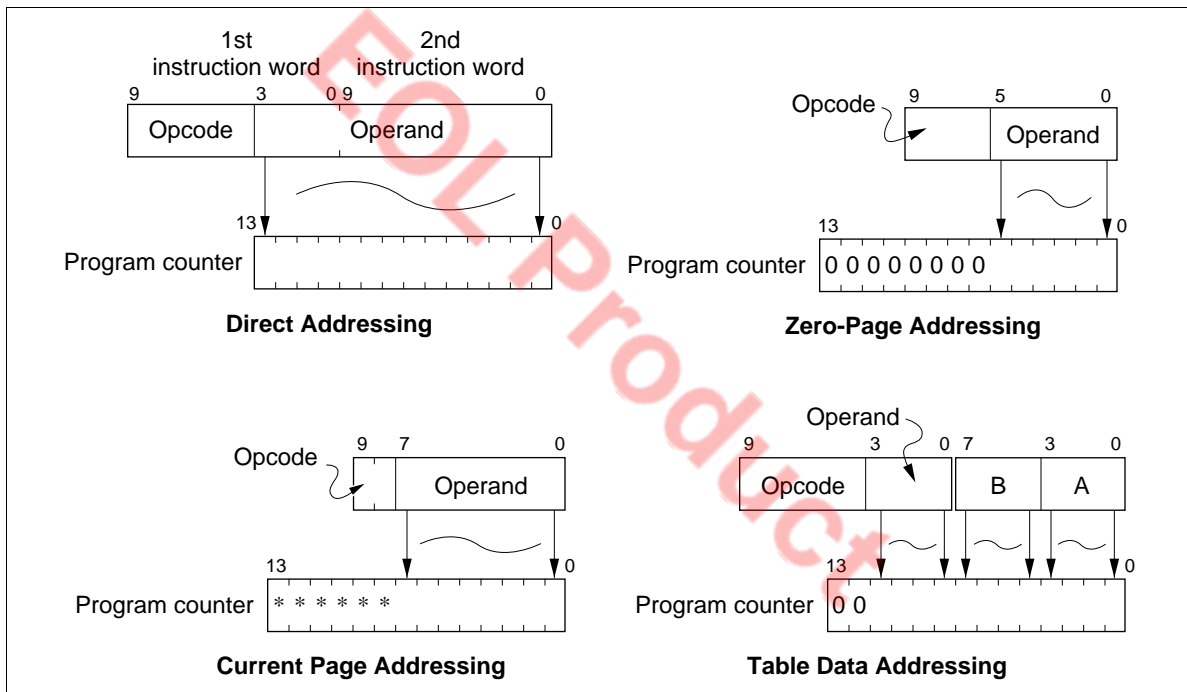 1st
instruction word
2nd
instruction word
9 3 0 9 0
Opcode Operand
13 0
Program counter
Direct Addressing
9 5 0
Opcode
Operand
13 0
Program counter
0 0 0 0 0 0 0 0
Zero-Page Addressing
9 7 0
Opcode
Operand
13 0
Program counter
* * * * * *
Current Page Addressing
Operand
9 3 0 7 3 0
Opcode B A
13 0
Program counter
0 0
Table Data Addressing
EOL Product